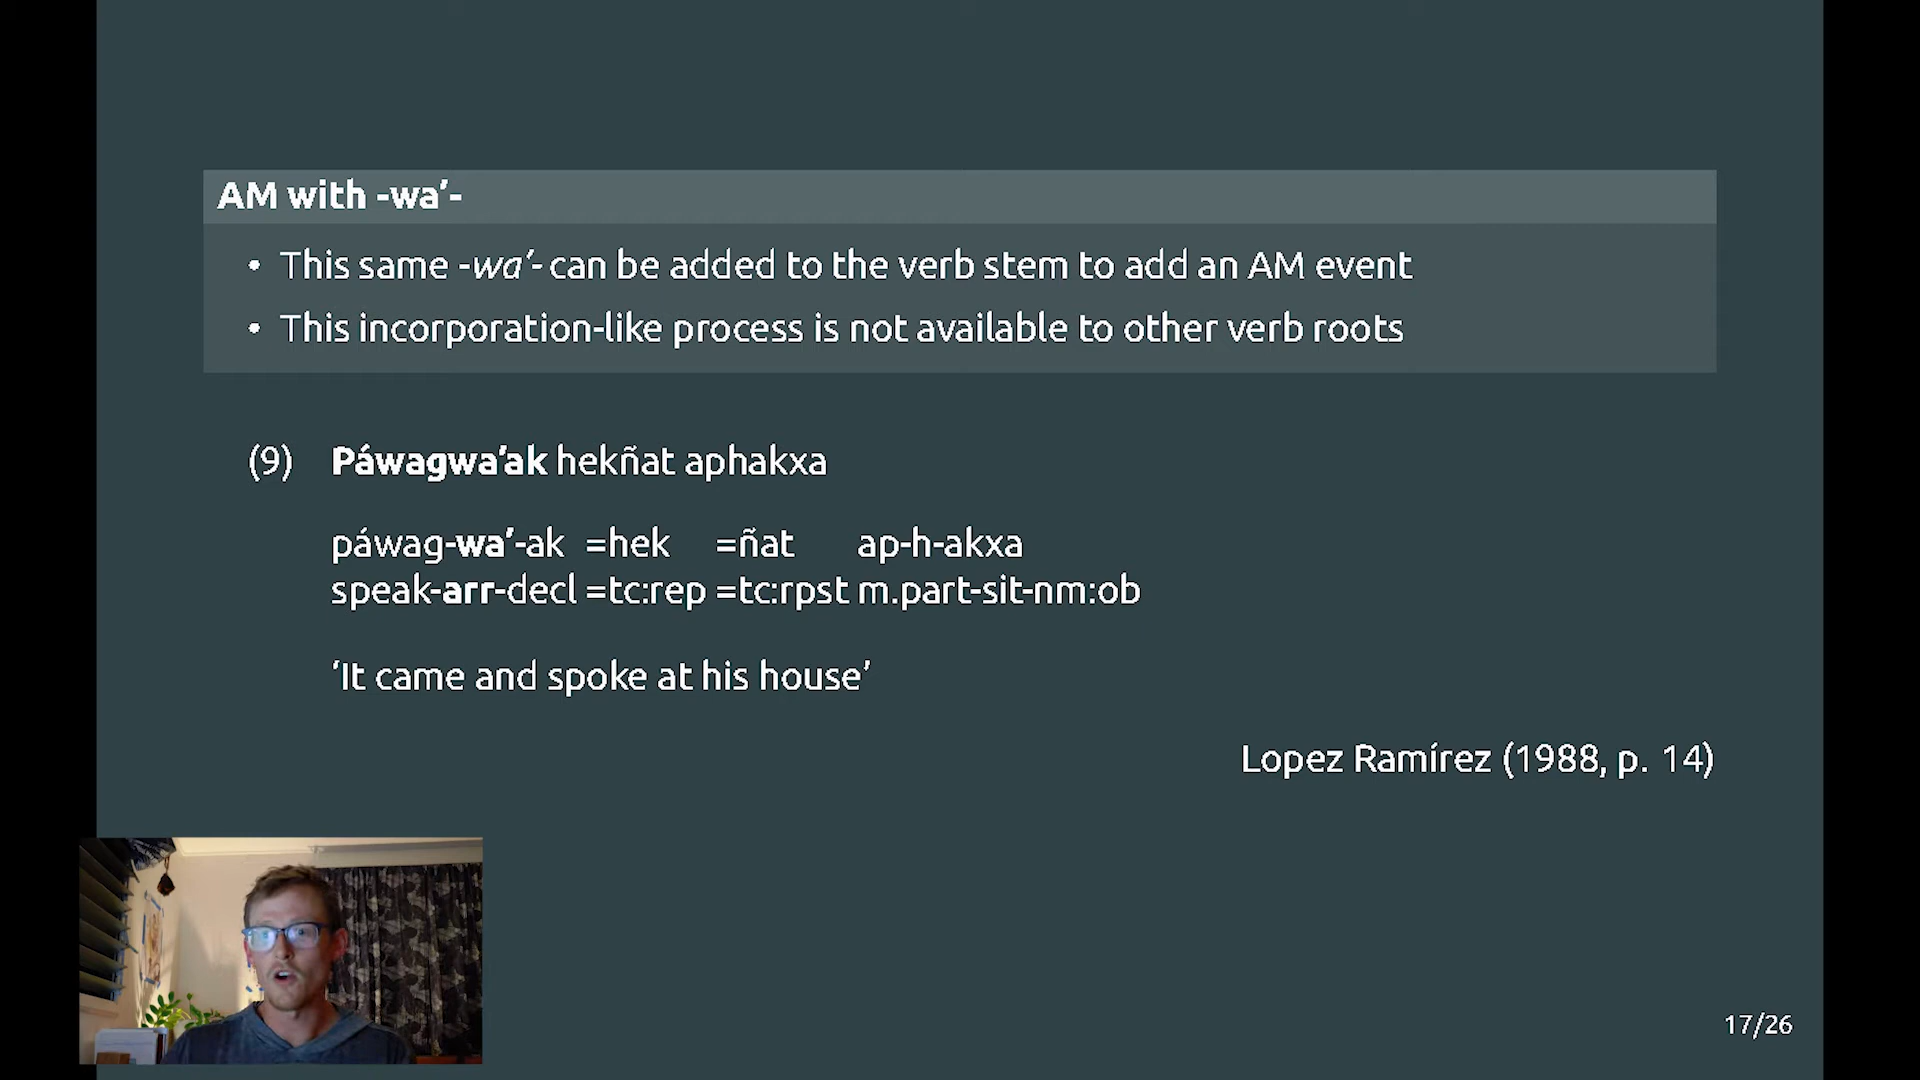 AM with -wa’-
• This same -wa’- can be added to the verb stem to add an AM event
• This incorporation-like process is not available to other verb roots
(9) Páwagwa’ak hekñat aphakxa
páwag-wa’-ak =hek =ñat ap-h-akxa
speak-arr-decl =tc:rep =tc:rpst m.part-sit-nm:ob
‘It came and spoke at his house’
Lopez Ramírez (1988, p. 14)
17/26